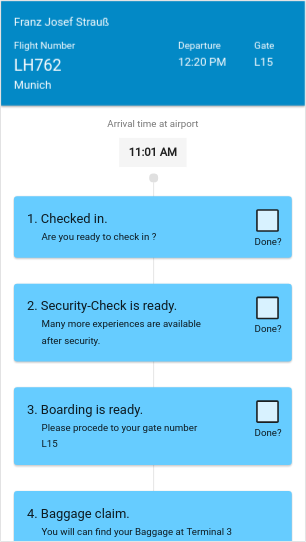 Franz Josef Strauß
Flight Number
Departure
Gate
LH762
12:20 PM
L15
Munich
Arrival time at airport
11:01 AM
1. Checked in.
Are you ready to check in ?
Done?
2. Security-Check is ready.
Many more experiences are available
after security.
Done?
3. Boarding is ready.
Please procede to your gate number
L15
Done?
4. Baggage claim.
You will can find your Baggage at Terminal 3